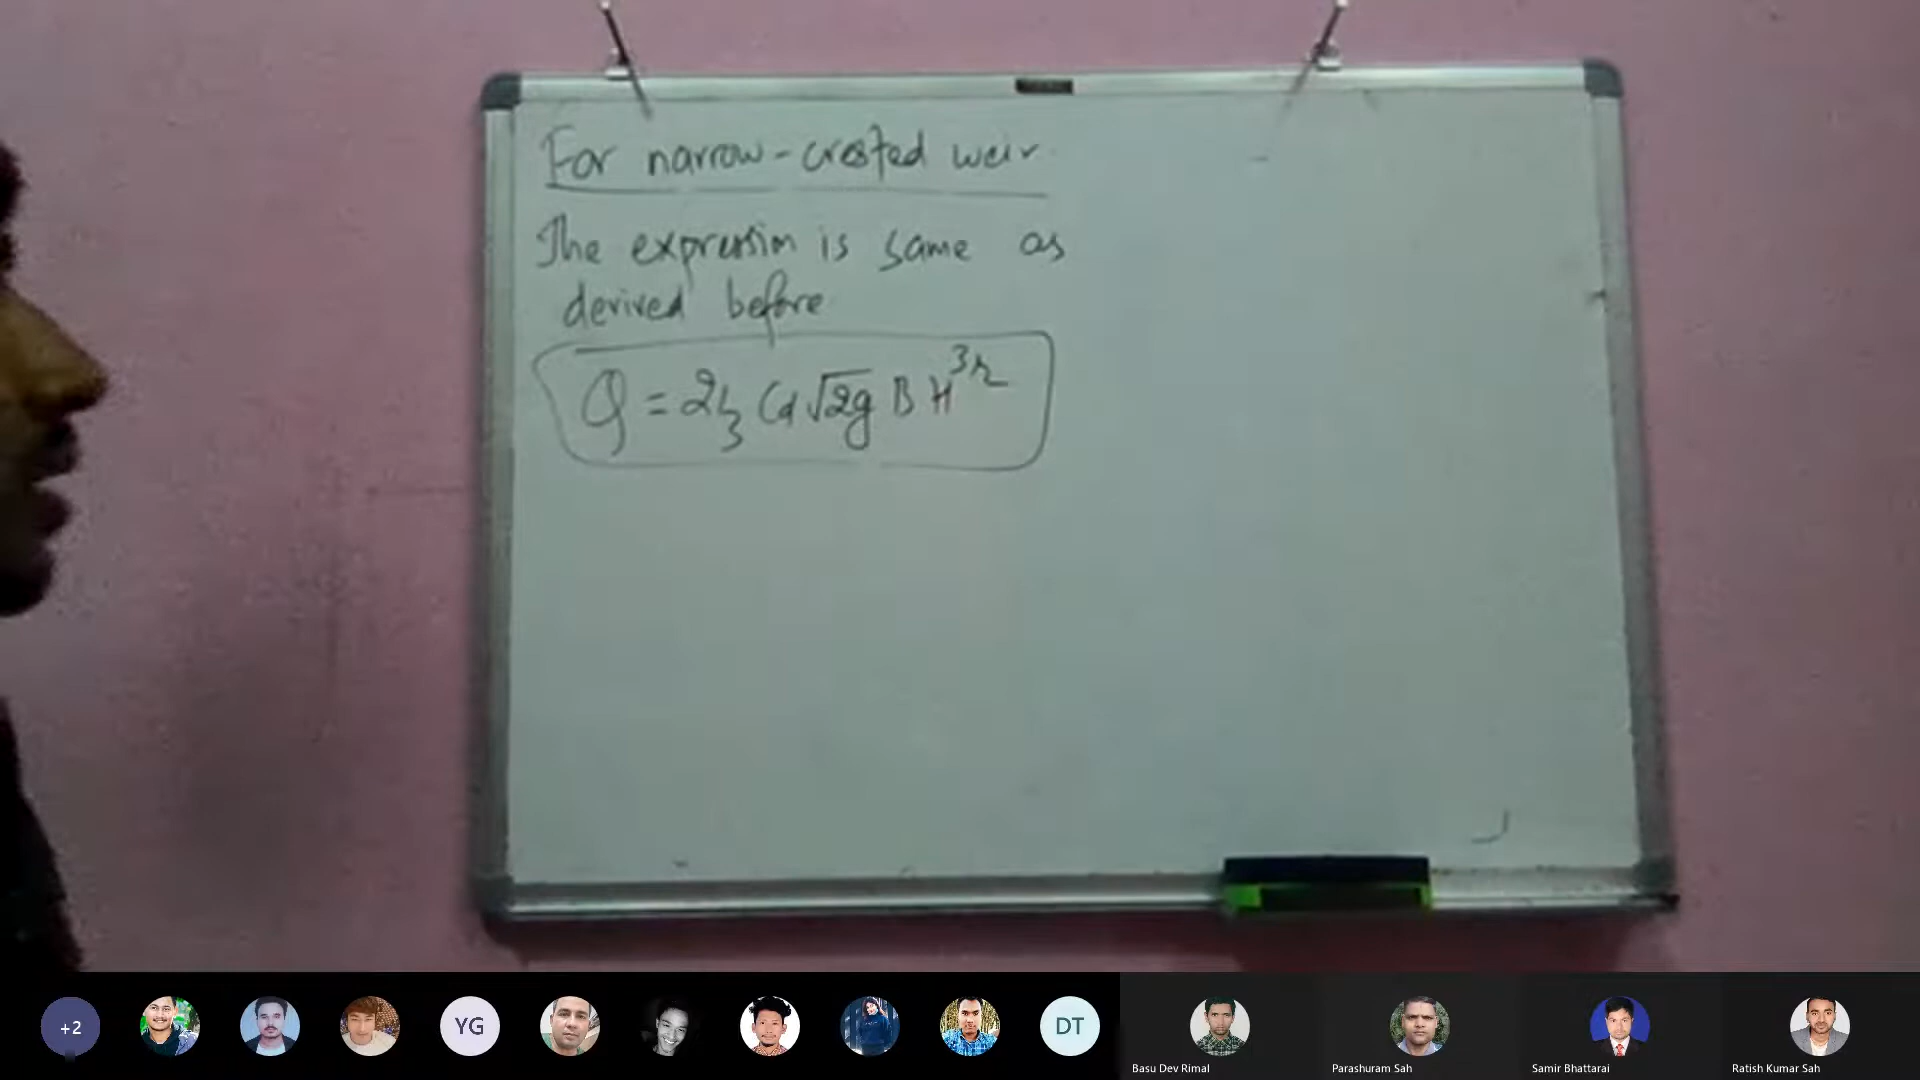 For narrow-crested weir
The expression is same as
derived before
Q = 2/3 Cd √2g B H^3/2
+2
YG
DT
Basu Dev Rimal
Parashuram Sah
Samir Bhattarai
Ratish Kumar Sah